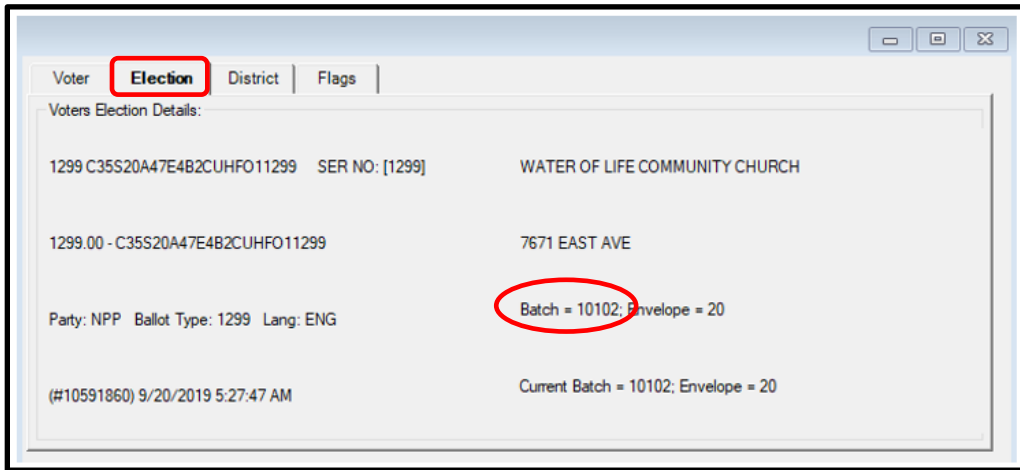 Voter Election District Flags
Voters Election Details:
1299 C35S20A47E4B2CUHFO11299 SER NO: [1299] WATER OF LIFE COMMUNITY CHURCH
1299.00 - C35S20A47E4B2CUHFO11299 7671 EAST AVE
Party: NPP Ballot Type: 1299 Lang: ENG Batch = 10102; Envelope = 20
(#10591860) 9/20/2019 5:27:47 AM Current Batch = 10102; Envelope = 20